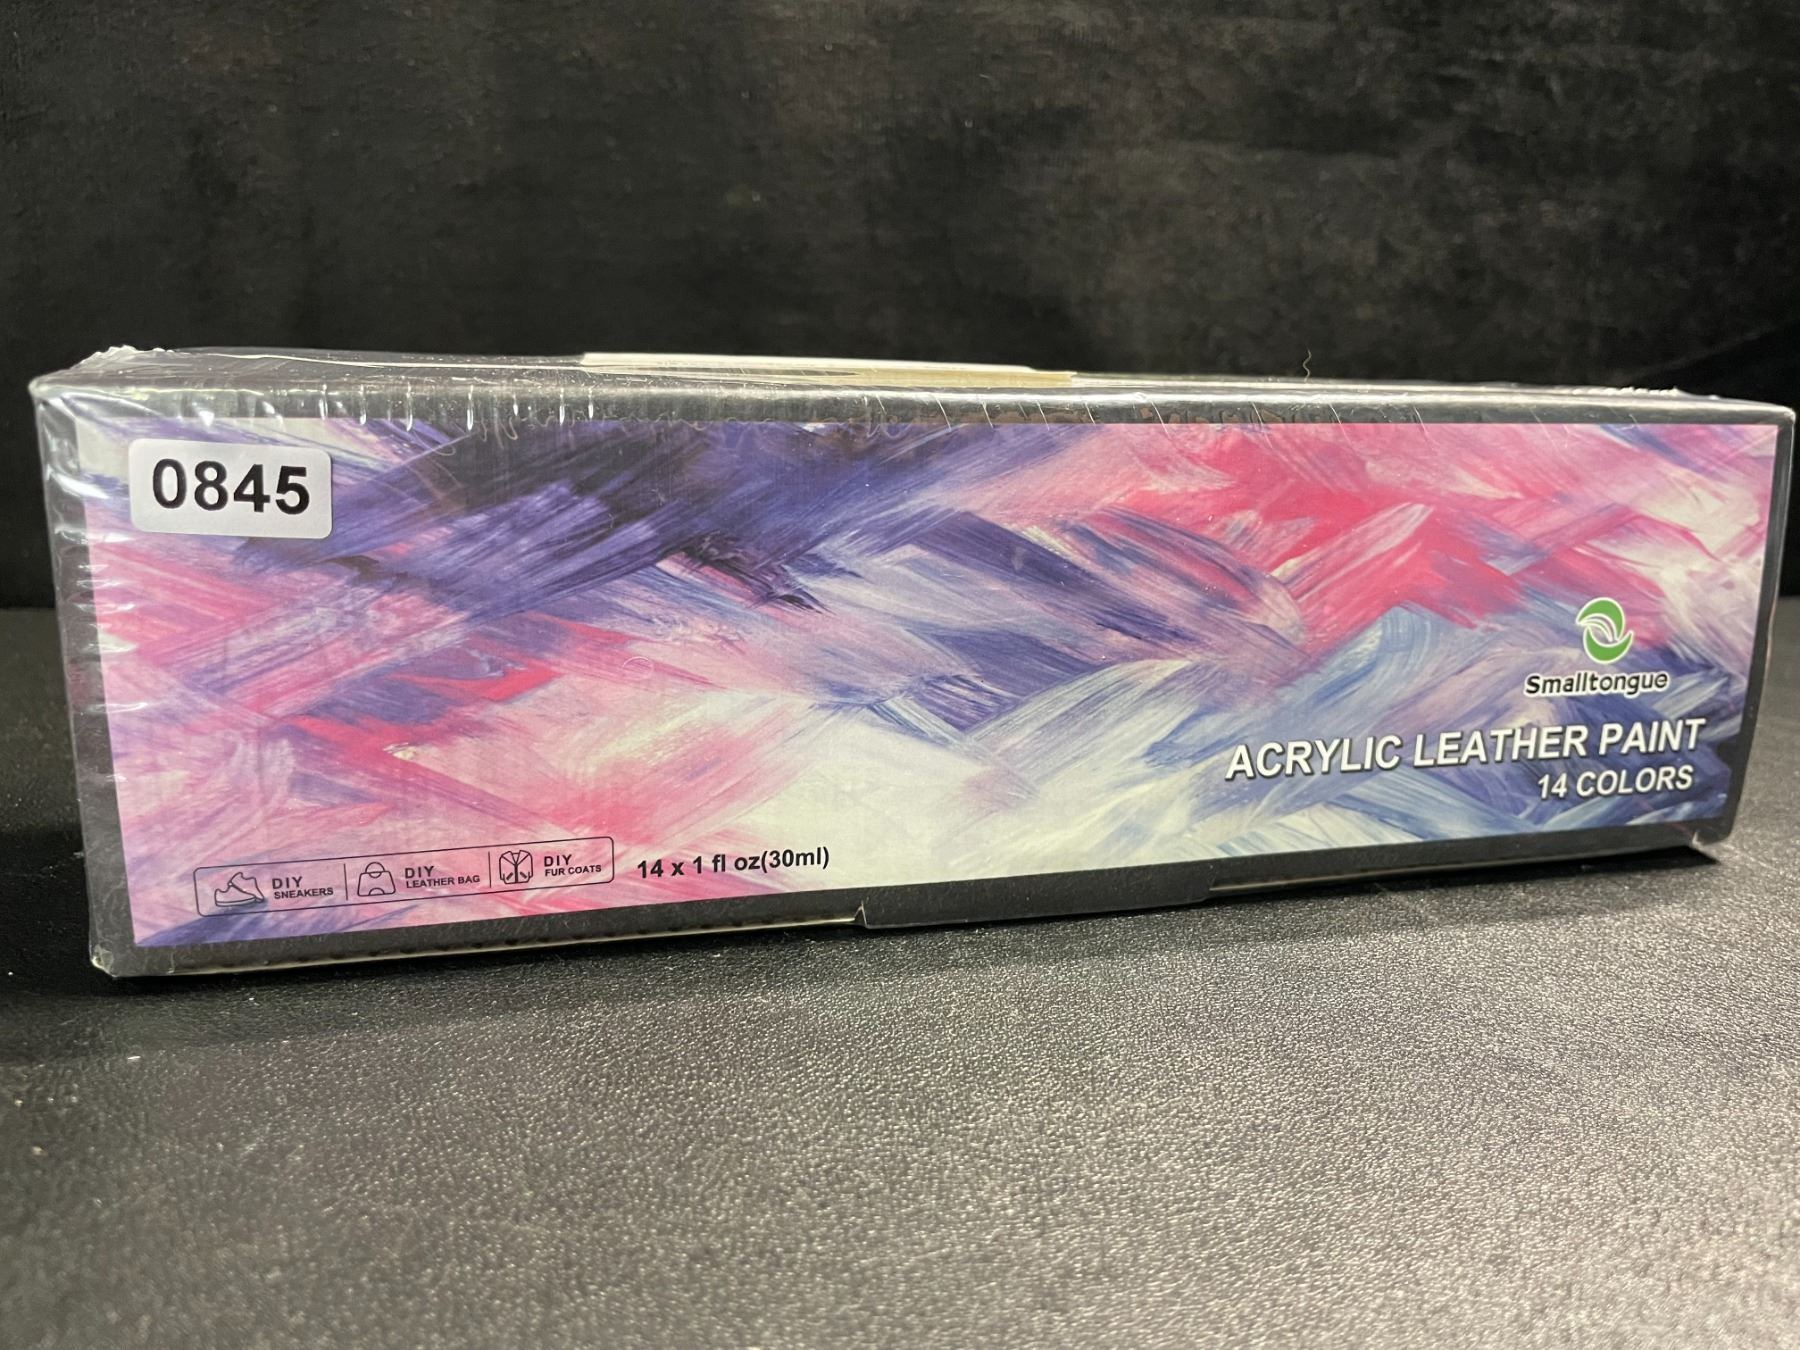 0845
Smalltongue
ACRYLIC LEATHER PAINT
14 COLORS
DIY
SNEAKERS
DIY
LEATHER BAG
DIY
FUR COATS
14 x 1 fl oz(30ml)